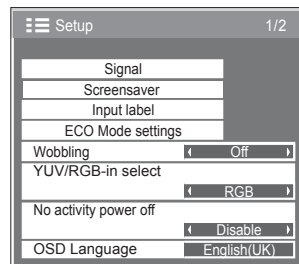 Setup 1/2
Signal
Screensaver
Input label
ECO Mode settings
Wobbling Off
YUV/RGB-in select
RGB
No activity power off
Disable
OSD Language English(UK)